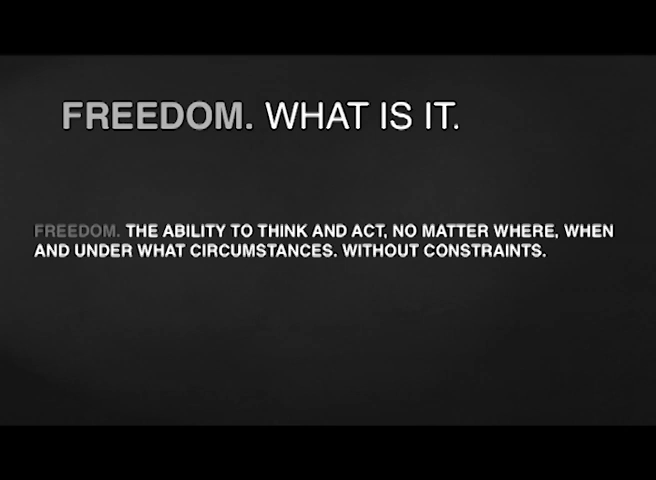 FREEDOM. WHAT IS IT.
FREEDOM. THE ABILITY TO THINK AND ACT, NO MATTER WHERE, WHEN
AND UNDER WHAT CIRCUMSTANCES. WITHOUT CONSTRAINTS.